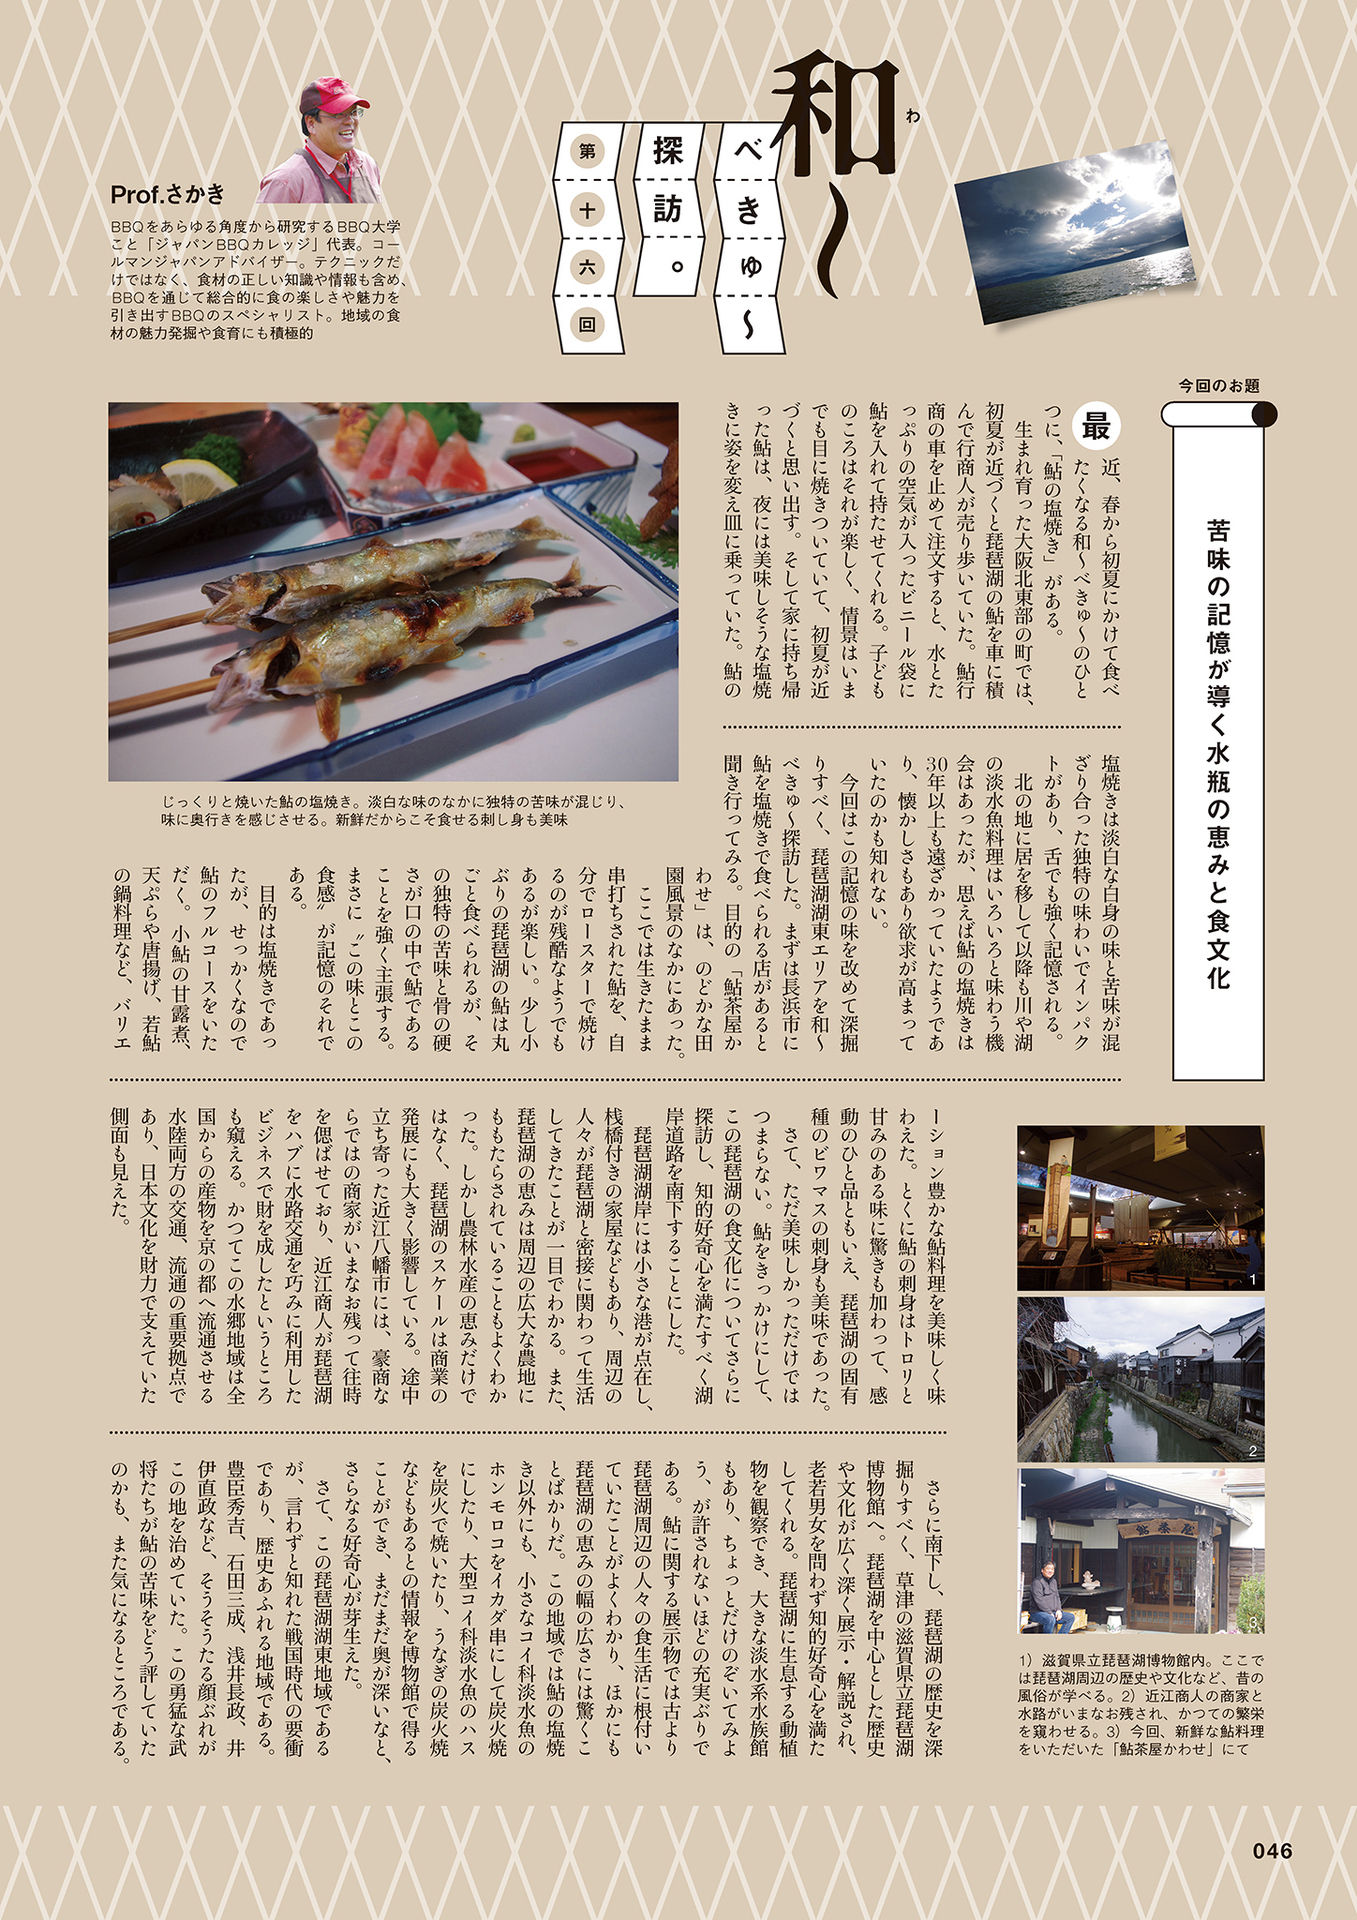 和〜
わ
べきゅ〜
探訪。
第十六回
Prof.さかき
BBQをあらゆる角度から研究するBBQ大学
こと「ジャパンBBQカレッジ」代表。コー
ルマンジャパンアドバイザー。テクニックだ
けではなく、食材の正しい知識や情報も含め、
BBQを通じて総合的に食の楽しさや魅力を
引き出すBBQのスペシャリスト。地域の食
材の魅力発掘や食育にも積極的
今回のお題
苦味の記憶が導く水瓶の恵みと食文化
最近、春から初夏にかけて食べ
たくなる和〜べきゅ〜のひと
つに、「鮎の塩焼き」がある。
生まれ育った大阪北東部の町では、
初夏が近づくと琵琶湖の鮎を車に積
んで行商人が売り歩いていた。鮎行
商の車を止めて注文すると、水とた
っぷりの空気が入ったビニール袋に
鮎を入れて持たせてくれる。子ども
のころはそれが楽しく、情景はいま
でも目に焼きついていて、初夏が近
づくと思い出す。そして家に持ち帰
った鮎は、夜には美味しそうな塩焼
きに姿を変え皿に乗っていた。鮎の
塩焼きは淡白な白身の味と苦味が混
ざり合った独特の味わいでインパク
トがあり、舌でも強く記憶される。
北の地に居を移して以降も川や湖
の淡水魚料理はいろいろと味わう機
会はあったが、思えば鮎の塩焼きは
30年以上も遠ざかっていたようであ
り、懐かしさもあり欲求が高まって
いたのかも知れない。
今回はこの記憶の味を改めて深掘
りすべく、琵琶湖湖東エリアを和〜
べきゅ〜探訪した。まずは長浜市に
鮎を塩焼きで食べられる店があると
聞き行ってみる。目的の「鮎茶屋か
わせ」は、のどかな田
園風景のなかにあった。
ここでは生きたまま
串打ちされた鮎を、自
分でロースターで焼け
るのが残酷なようでも
あるが楽しい。少し小
ぶりの琵琶湖の鮎は丸
ごと食べられるが、そ
の独特の苦味と骨の硬
さが口の中で鮎である
ことを強く主張する。
まさに〝この味とこの
食感〟が記憶のそれで
ある。
目的は塩焼きであっ
たが、せっかくなので
鮎のフルコースをいた
だく。小鮎の甘露煮、
天ぷらや唐揚げ、若鮎
の鍋料理など、バリエ
ーション豊かな鮎料理を美味しく味
わえた。とくに鮎の刺身はトロリと
甘みのある味に驚きも加わって、感
動のひと品ともいえ、琵琶湖の固有
種のビワマスの刺身も美味であった。
さて、ただ美味しかっただけでは
つまらない。鮎をきっかけにして、
この琵琶湖の食文化についてさらに
探訪し、知的好奇心を満たすべく湖
岸道路を南下することにした。
琵琶湖湖岸には小さな港が点在し、
桟橋付きの家屋などもあり、周辺の
人々が琵琶湖と密接に関わって生活
してきたことが一目でわかる。また、
琵琶湖の恵みは周辺の広大な農地に
ももたらされていることもよくわか
った。しかし農林水産の恵みだけで
はなく、琵琶湖のスケールは商業の
発展にも大きく影響している。途中
立ち寄った近江八幡市には、豪商な
らではの商家がいまなお残って往時
を偲ばせており、近江商人が琵琶湖
をハブに水路交通を巧みに利用した
ビジネスで財を成したというところ
も窺える。かつてこの水郷地域は全
国からの産物を京の都へ流通させる
水陸両方の交通、流通の重要拠点で
あり、日本文化を財力で支えていた
側面も見えた。
さらに南下し、琵琶湖の歴史を深
掘りすべく、草津の滋賀県立琵琶湖
博物館へ。琵琶湖を中心とした歴史
や文化が広く深く展示・解説され、
老若男女を問わず知的好奇心を満た
してくれる。琵琶湖に生息する動植
物を観察でき、大きな淡水系水族館
もあり、ちょっとだけのぞいてみよ
う、が許されないほどの充実ぶりで
ある。鮎に関する展示物では古より
琵琶湖周辺の人々の食生活に根付い
ていたことがよくわかり、ほかにも
琵琶湖の恵みの幅の広さには驚くこ
とばかりだ。この地域では鮎の塩焼
き以外にも、小さなコイ科淡水魚の
ホンモロコをイカダ串にして炭火焼
にしたり、大型コイ科淡水魚のハス
を炭火で焼いたり、うなぎの炭火焼
などもあるとの情報を博物館で得る
ことができ、まだまだ奥が深いなと、
さらなる好奇心が芽生えた。
さて、この琵琶湖湖東地域である
が、言わずと知れた戦国時代の要衝
であり、歴史あふれる地域である。
豊臣秀吉、石田三成、浅井長政、井
伊直政など、そうそうたる顔ぶれが
この地を治めていた。この勇猛な武
将たちが鮎の苦味をどう評していた
のかも、また気になるところである。
じっくりと焼いた鮎の塩焼き。淡白な味のなかに独特の苦味が混じり、
味に奥行きを感じさせる。新鮮だからこそ食せる刺し身も美味
1
2
鮎茶屋
3
1）滋賀県立琵琶湖博物館内。ここで
は琵琶湖周辺の歴史や文化など、昔の
風俗が学べる。2）近江商人の商家と
水路がいまなお残され、かつての繁栄
を窺わせる。3）今回、新鮮な鮎料理
をいただいた「鮎茶屋かわせ」にて
046